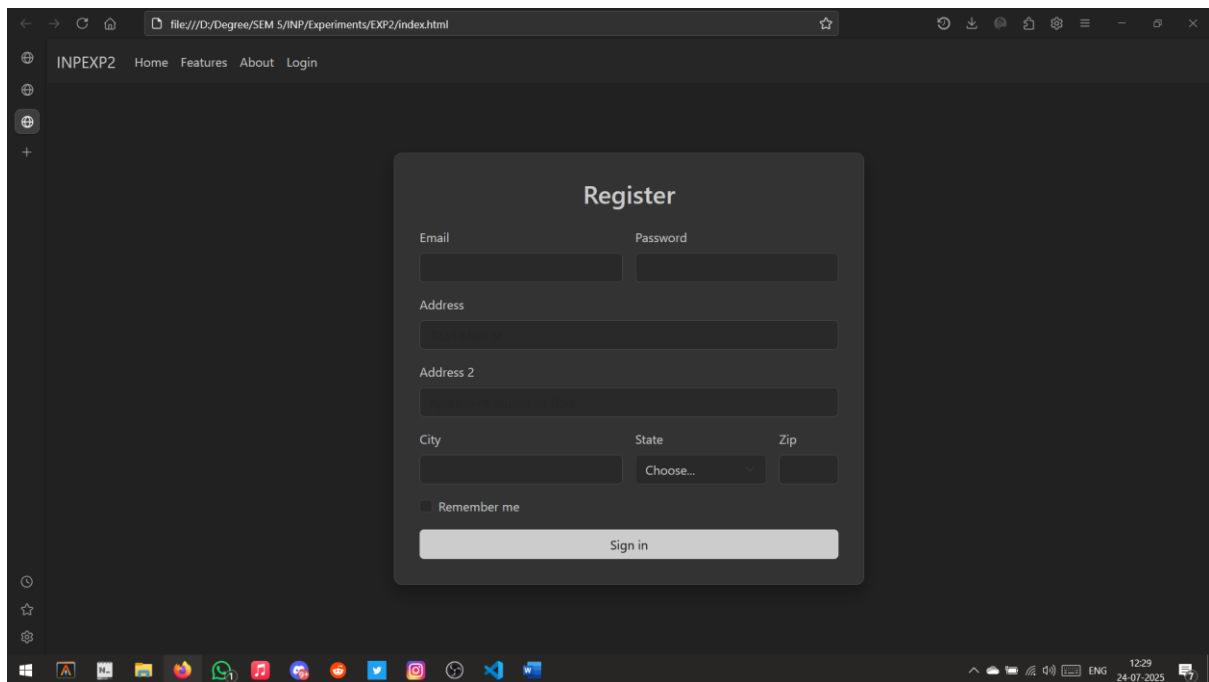 file:///D:/Degree/SEM 5/INP/Experiments/EXP2/index.html
INPEXP2 Home Features About Login
Register
Email Password
Address
Address 2
City State Zip
Choose...
Remember me
Sign in
ENG 12:29
24-07-2025